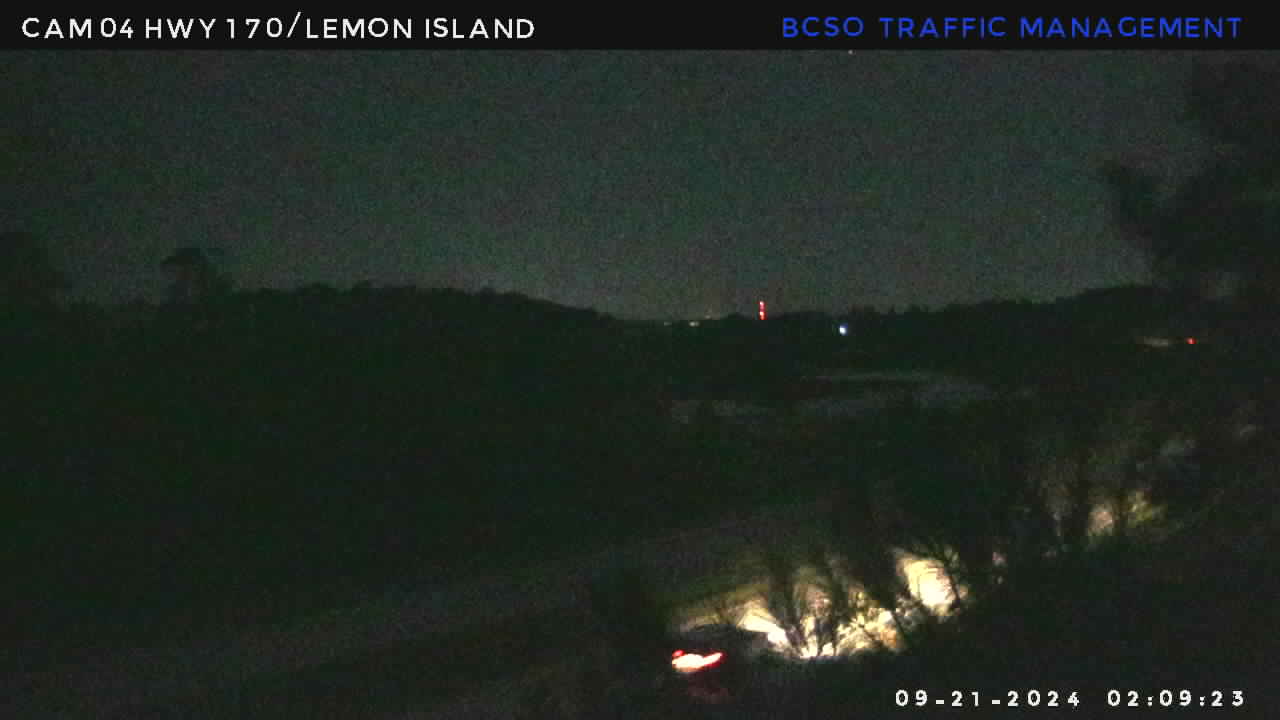 CAM04 HWY 170/LEMON ISLAND
BCSO TRAFFIC MANAGEMENT
09-21-2024 02:09:23